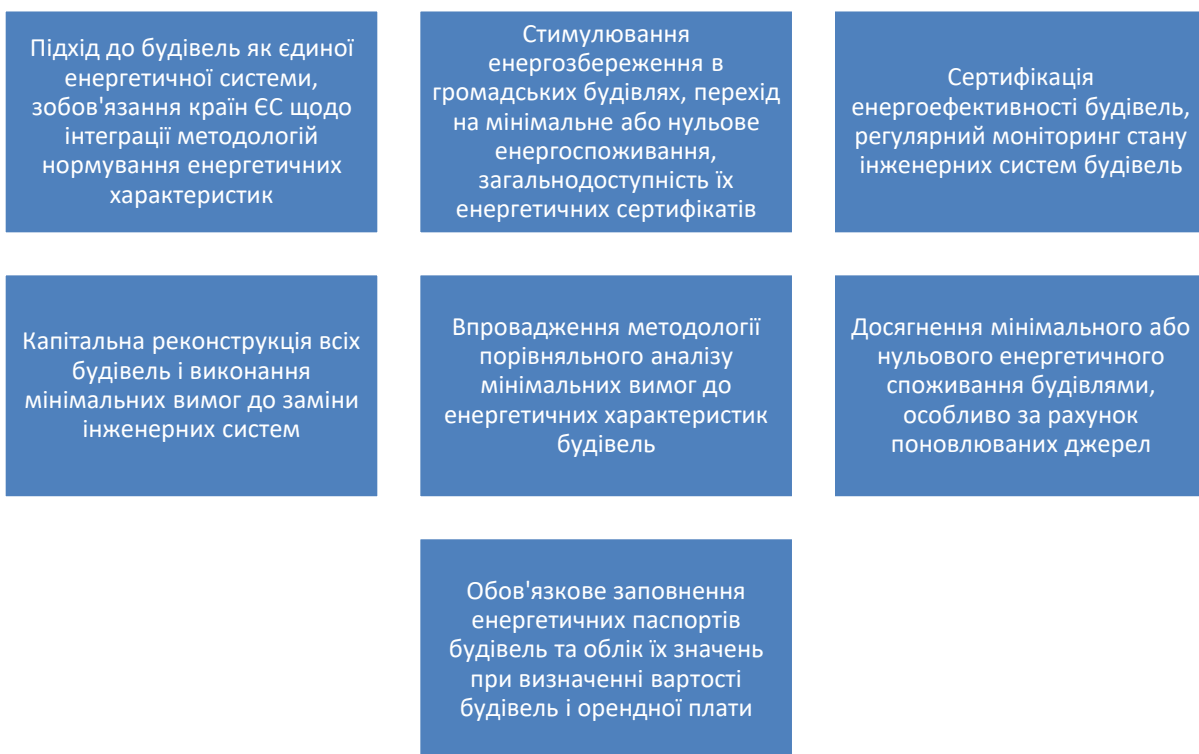 Підхід до будівель як єдиної
енергетичної системи,
зобов'язання країн ЄС щодо
інтеграції методологій
нормування енергетичних
характеристик
Стимулювання
енергозбереження в
громадських будівлях, перехід
на мінімальне або нульове
енергоспоживання,
загальнодоступність їх
енергетичних сертифікатів
Сертифікація
енергоефективності будівель,
регулярний моніторинг стану
інженерних систем будівель
Капітальна реконструкція всіх
будівель і виконання
мінімальних вимог до заміни
інженерних систем
Впровадження методології
порівняльного аналізу
мінімальних вимог до
енергетичних характеристик
будівель
Досягнення мінімального або
нульового енергетичного
споживання будівлями,
особливо за рахунок
поновлюваних джерел
Обов'язкове заповнення
енергетичних паспортів
будівель та облік їх значень
при визначенні вартості
будівель і орендної плати